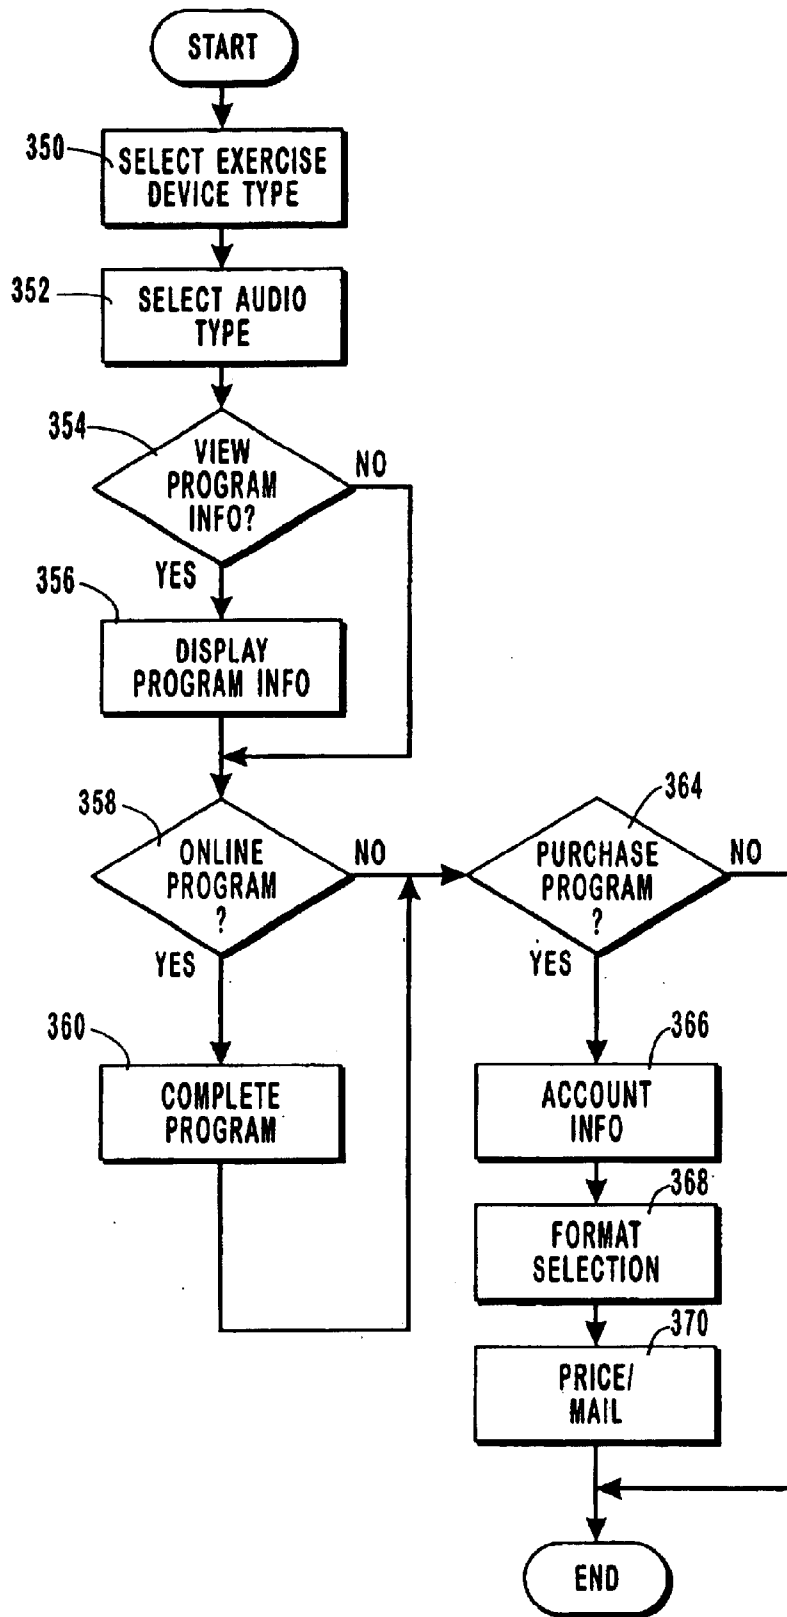 START
350
SELECT EXERCISE
DEVICE TYPE
352
SELECT AUDIO
TYPE
354
VIEW
PROGRAM
INFO?
NO
YES
356
DISPLAY
PROGRAM INFO
358
ONLINE
PROGRAM
?
NO
YES
360
COMPLETE
PROGRAM
364
PURCHASE
PROGRAM
?
NO
YES
366
ACCOUNT
INFO
368
FORMAT
SELECTION
370
PRICE/
MAIL
END